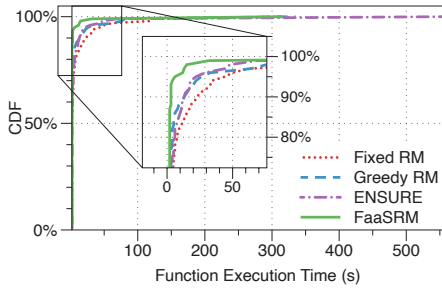 100%
CDF
50%
0%
100%
90%
80%
0
50
Fixed RM
Greedy RM
ENSURE
FaaSRM
100
200
300
400
500
Function Execution Time (s)